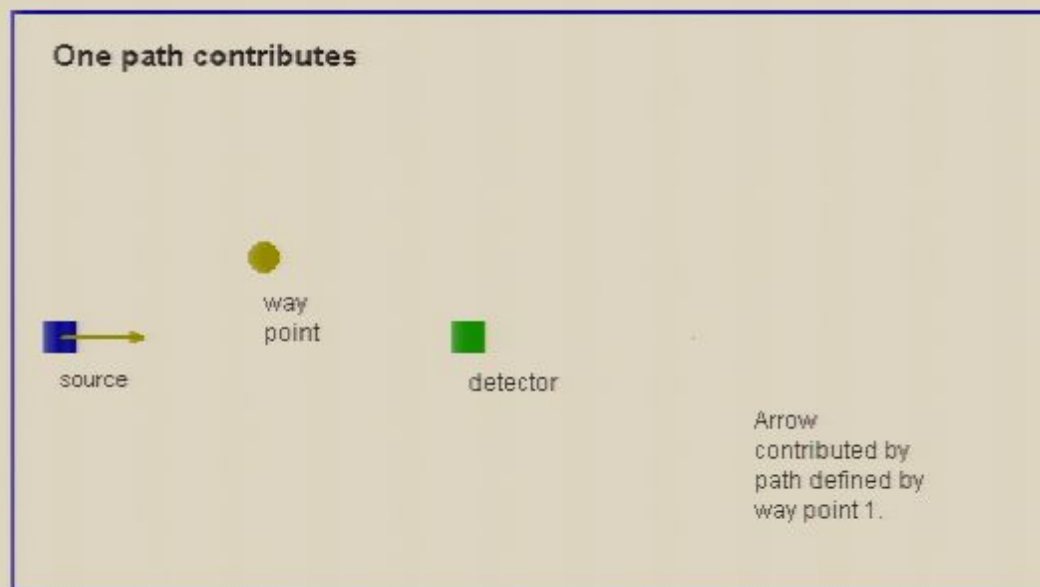 One path contributes
way
point
source
detector
Arrow
contributed by
path defined by
way point 1.